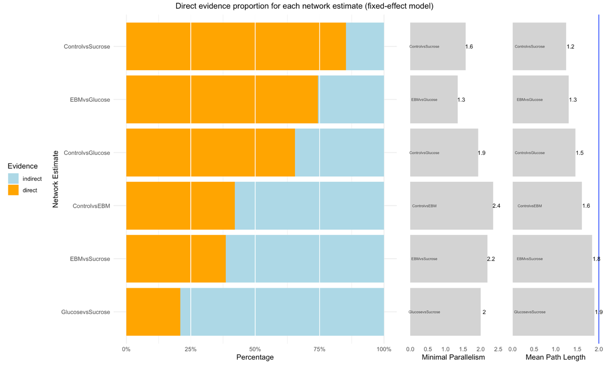 Direct evidence proportion for each network estimate (fixed-effect model)
ControlvsSucrose
EBMvsGlucose
ControlvsGlucose
ControlvsEBM
EBMvsSucrose
GlucosevsSucrose
Network Estimate
Evidence
indirect
direct
0% 25% 75% 100%
Percentage
ControlvsSucrose 1.6
EBMvsGlucose 1.3
ControlvsGlucose 1.9
ControlvsEBM 2.4
EBMvsSucrose 2.2
GlucosevsSucrose 2
0.0 0.5 1.0 1.5 2.0 2.5
Minimal Parallelism
ControlvsSucrose 1.2
EBMvsGlucose 1.3
ControlvsGlucose 1.5
ControlvsEBM 1.6
EBMvsSucrose 1.8
GlucosevsSucrose 1.9
0.0 0.5 1.0 1.5 2.0
Mean Path Length